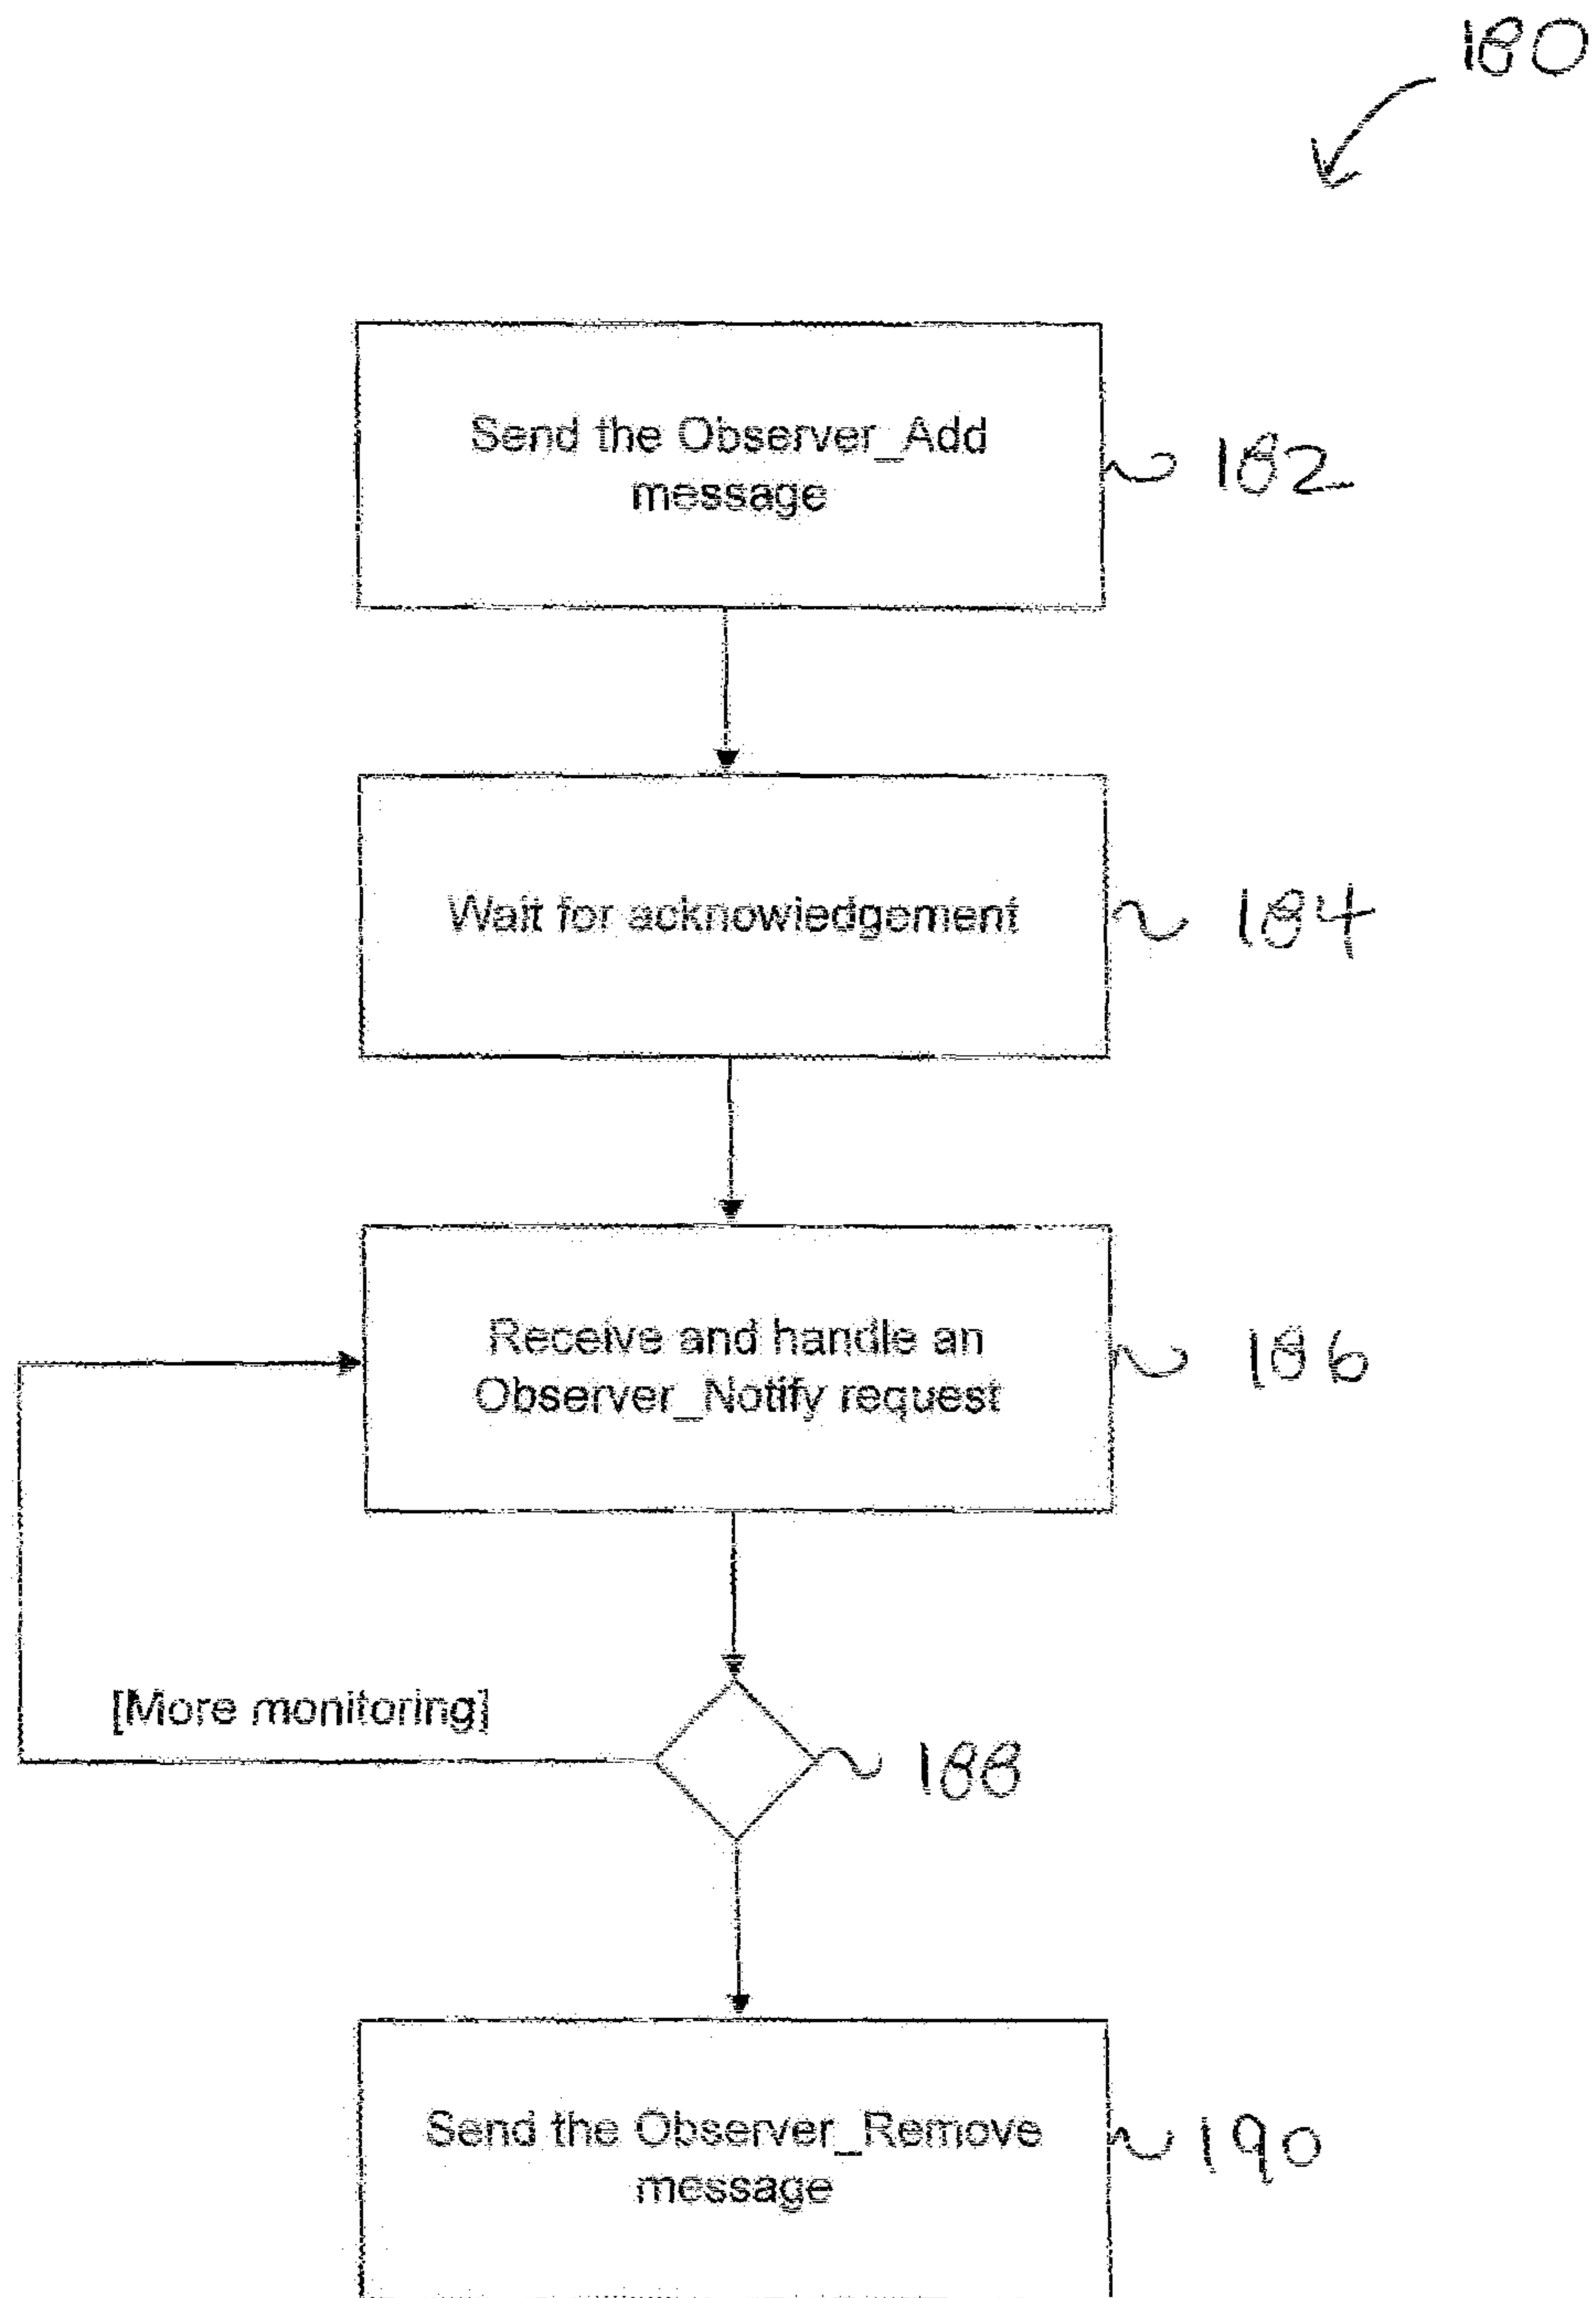 180
Send the Observer_Add
message
182
Wait for acknowledgement
184
Receive and handle an
Observer_Notify request
186
[More monitoring]
188
Send the Observer_Remove
message
190